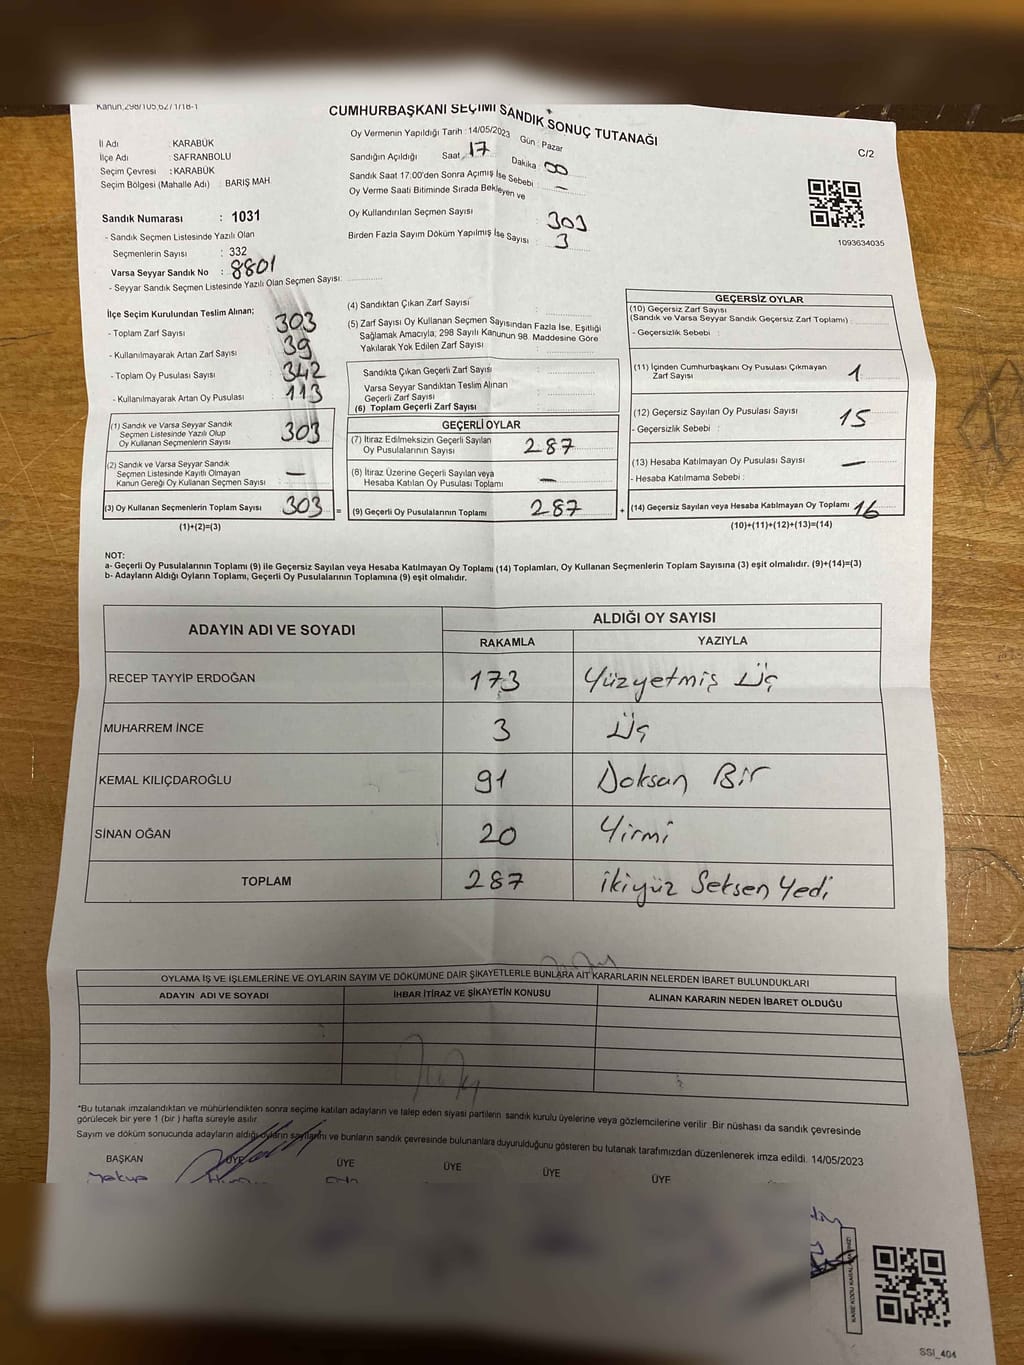 Kanun:298/105,6271/18-1
CUMHURBAŞKANI SEÇİMİ SANDIK SONUÇ TUTANAĞI
C/2
İl Adı : KARABÜK
İlçe Adı : SAFRANBOLU
Seçim Çevresi : KARABÜK
Seçim Bölgesi (Mahalle Adı) : BARIŞ MAH.
Oy Vermenin Yapıldığı Tarih : 14/05/2023 Gün : Pazar
Sandığın Açıldığı Saat 17 Dakika : 00
Sandık Saat 17:00'den Sonra Açımış İse Sebebi : —
Oy Verme Saati Bitiminde Sırada Bekleyen ve
Oy Kullandırılan Seçmen Sayısı : 303
Birden Fazla Sayım Döküm Yapılmış İse Sayısı : 3
1093634035
Sandık Numarası : 1031
- Sandık Seçmen Listesinde Yazılı Olan
Seçmenlerin Sayısı : 332
Varsa Seyyar Sandık No : 8801
- Seyyar Sandık Seçmen Listesinde Yazılı Olan Seçmen Sayısı:
İlçe Seçim Kurulundan Teslim Alınan;
- Toplam Zarf Sayısı : 303
- Kullanılmayarak Artan Zarf Sayısı : 39
- Toplam Oy Pusulası Sayısı : 342
- Kullanılmayarak Artan Oy Pusulası : 113
(1) Sandık ve Varsa Seyyar Sandık
Seçmen Listesinde Yazılı Olup
Oy Kullanan Seçmenlerin Sayısı : 303
(2) Sandık ve Varsa Seyyar Sandık
Seçmen Listesinde Kayıtlı Olmayan
Kanun Gereği Oy Kullanan Seçmen Sayısı : —
(3) Oy Kullanan Seçmenlerin Toplam Sayısı 303 =
(1)+(2)=(3)
(4) Sandıktan Çıkan Zarf Sayısı :
(5) Zarf Sayısı Oy Kullanan Seçmen Sayısından Fazla İse, Eşitliği
Sağlamak Amacıyla, 298 Sayılı Kanunun 98. Maddesine Göre
Yakılarak Yok Edilen Zarf Sayısı :
Sandıkta Çıkan Geçerli Zarf Sayısı :
Varsa Seyyar Sandıktan Teslim Alınan
Geçerli Zarf Sayısı :
(6) Toplam Geçerli Zarf Sayısı :
GEÇERLİ OYLAR
(7) İtiraz Edilmeksizin Geçerli Sayılan
Oy Pusulalarının Sayısı : 287
(8) İtiraz Üzerine Geçerli Sayılan veya
Hesaba Katılan Oy Pusulası Toplamı : —
(9) Geçerli Oy Pusulalarının Toplamı : 287 +
GEÇERSİZ OYLAR
(10) Geçersiz Zarf Sayısı
(Sandık ve Varsa Seyyar Sandık Geçersiz Zarf Toplamı) :
- Geçersizlik Sebebi :
(11) İçinden Cumhurbaşkanı Oy Pusulası Çıkmayan
Zarf Sayısı : 1
(12) Geçersiz Sayılan Oy Pusulası Sayısı : 15
- Geçersizlik Sebebi :
(13) Hesaba Katılmayan Oy Pusulası Sayısı : —
- Hesaba Katılmama Sebebi :
(14) Geçersiz Sayılan veya Hesaba Katılmayan Oy Toplamı : 16
(10)+(11)+(12)+(13)=(14)
NOT:
a- Geçerli Oy Pusulalarının Toplamı (9) ile Geçersiz Sayılan veya Hesaba Katılmayan Oy Toplamı (14) Toplamları, Oy Kullanan Seçmenlerin Toplam Sayısına (3) eşit olmalıdır. (9)+(14)=(3)
b- Adayların Aldığı Oyların Toplamı, Geçerli Oy Pusulalarının Toplamına (9) eşit olmalıdır.
ADAYIN ADI VE SOYADI ALDIĞI OY SAYISI
RAKAMLA YAZIYLA
RECEP TAYYİP ERDOĞAN 173 Yüzyetmiş Üç
MUHARREM İNCE 3 Üç
KEMAL KILIÇDAROĞLU 91 Doksan Bir
SİNAN OĞAN 20 Yirmi
TOPLAM 287 ikiyüz Seksen Yedi
OYLAMA İŞ VE İŞLEMLERİNE VE OYLARIN SAYIM VE DÖKÜMÜNE DAİR ŞİKAYETLERLE BUNLARA AİT KARARLARIN NELERDEN İBARET BULUNDUKLARI
ADAYIN ADI VE SOYADI İHBAR İTİRAZ VE ŞİKAYETİN KONUSU ALINAN KARARIN NEDEN İBARET OLDUĞU
*Bu tutanak imzalandıktan ve mühürlendikten sonra seçime katılan adayların ve talep eden siyasi partilerin sandık kurulu üyelerine veya gözlemcilerine verilir. Bir nüshası da sandık çevresinde
görülecek bir yere 1 (bir ) hafta süreyle asılır.
Sayım ve döküm sonucunda adayların aldığı oyların sayılarını ve bunların sandık çevresinde bulunanlara duyurulduğunu gösteren bu tutanak tarafımızdan düzenlenerek imza edildi. 14/05/2023
BAŞKAN ÜYE ÜYE ÜYE ÜYE ÜYE
SSI_404